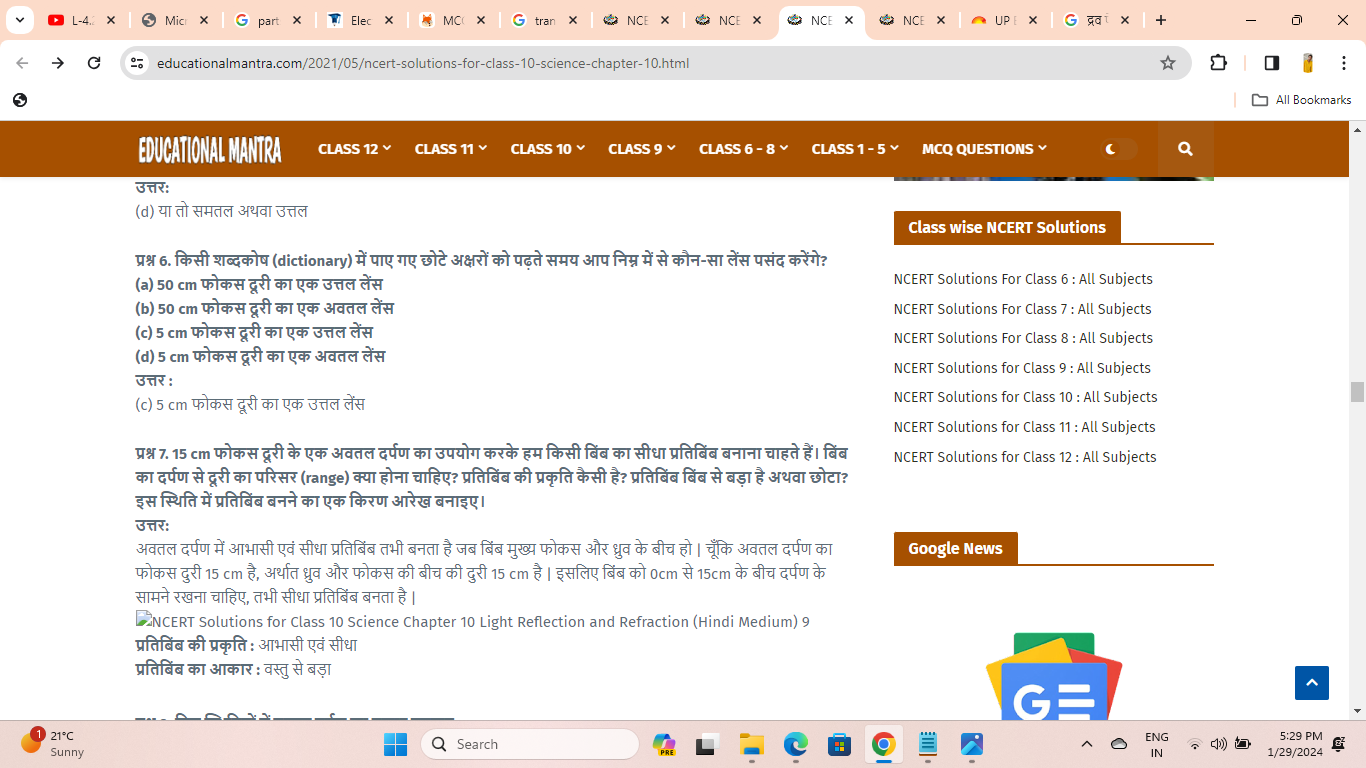 L-4.
Micr
part
Elec
MCC
tran
NCE
NCE
NCE
NCE
UP B
educationalmantra.com/2021/05/ncert-solutions-for-class-10-science-chapter-10.html
All Bookmarks
EDUCATIONAL MANTRA
CLASS 12
CLASS 11
CLASS 10
CLASS 9
CLASS 6 - 8
CLASS 1 - 5
MCQ QUESTIONS
उत्तर:
(d) या तो समतल अथवा उत्तल
प्रश्न 6. किसी शब्दकोष (dictionary) में पाए गए छोटे अक्षरों को पढ़ते समय आप निम्न में से कौन-सा लेंस पसंद करेंगे?
(a) 50 cm फोकस दूरी का एक उत्तल लेंस
(b) 50 cm फोकस दूरी का एक अवतल लेंस
(c) 5 cm फोकस दूरी का एक उत्तल लेंस
(d) 5 cm फोकस दूरी का एक अवतल लेंस
उत्तर :
(c) 5 cm फोकस दूरी का एक उत्तल लेंस
प्रश्न 7. 15 cm फोकस दूरी के एक अवतल दर्पण का उपयोग करके हम किसी बिंब का सीधा प्रतिबिंब बनाना चाहते हैं। बिंब
का दर्पण से दूरी का परिसर (range) क्या होना चाहिए? प्रतिबिंब की प्रकृति कैसी है? प्रतिबिंब बिंब से बड़ा है अथवा छोटा?
इस स्थिति में प्रतिबिंब बनने का एक किरण आरेख बनाइए।
उत्तर:
अवतल दर्पण में आभासी एवं सीधा प्रतिबिंब तभी बनता है जब बिंब मुख्य फोकस और ध्रुव के बीच हो | चूँकि अवतल दर्पण का
फोकस दुरी 15 cm है, अर्थात ध्रुव और फोकस की बीच की दुरी 15 cm है | इसलिए बिंब को 0cm से 15cm के बीच दर्पण के
सामने रखना चाहिए, तभी सीधा प्रतिबिंब बनता है |
NCERT Solutions for Class 10 Science Chapter 10 Light Reflection and Refraction (Hindi Medium) 9
प्रतिबिंब की प्रकृति : आभासी एवं सीधा
प्रतिबिंब का आकार : वस्तु से बड़ा
Class wise NCERT Solutions
NCERT Solutions For Class 6 : All Subjects
NCERT Solutions For Class 7 : All Subjects
NCERT Solutions For Class 8 : All Subjects
NCERT Solutions for Class 9 : All Subjects
NCERT Solutions for Class 10 : All Subjects
NCERT Solutions for Class 11 : All Subjects
NCERT Solutions for Class 12 : All Subjects
Google News
G
1
21°C
Sunny
Search
PRE
ENG
IN
5:29 PM
1/29/2024